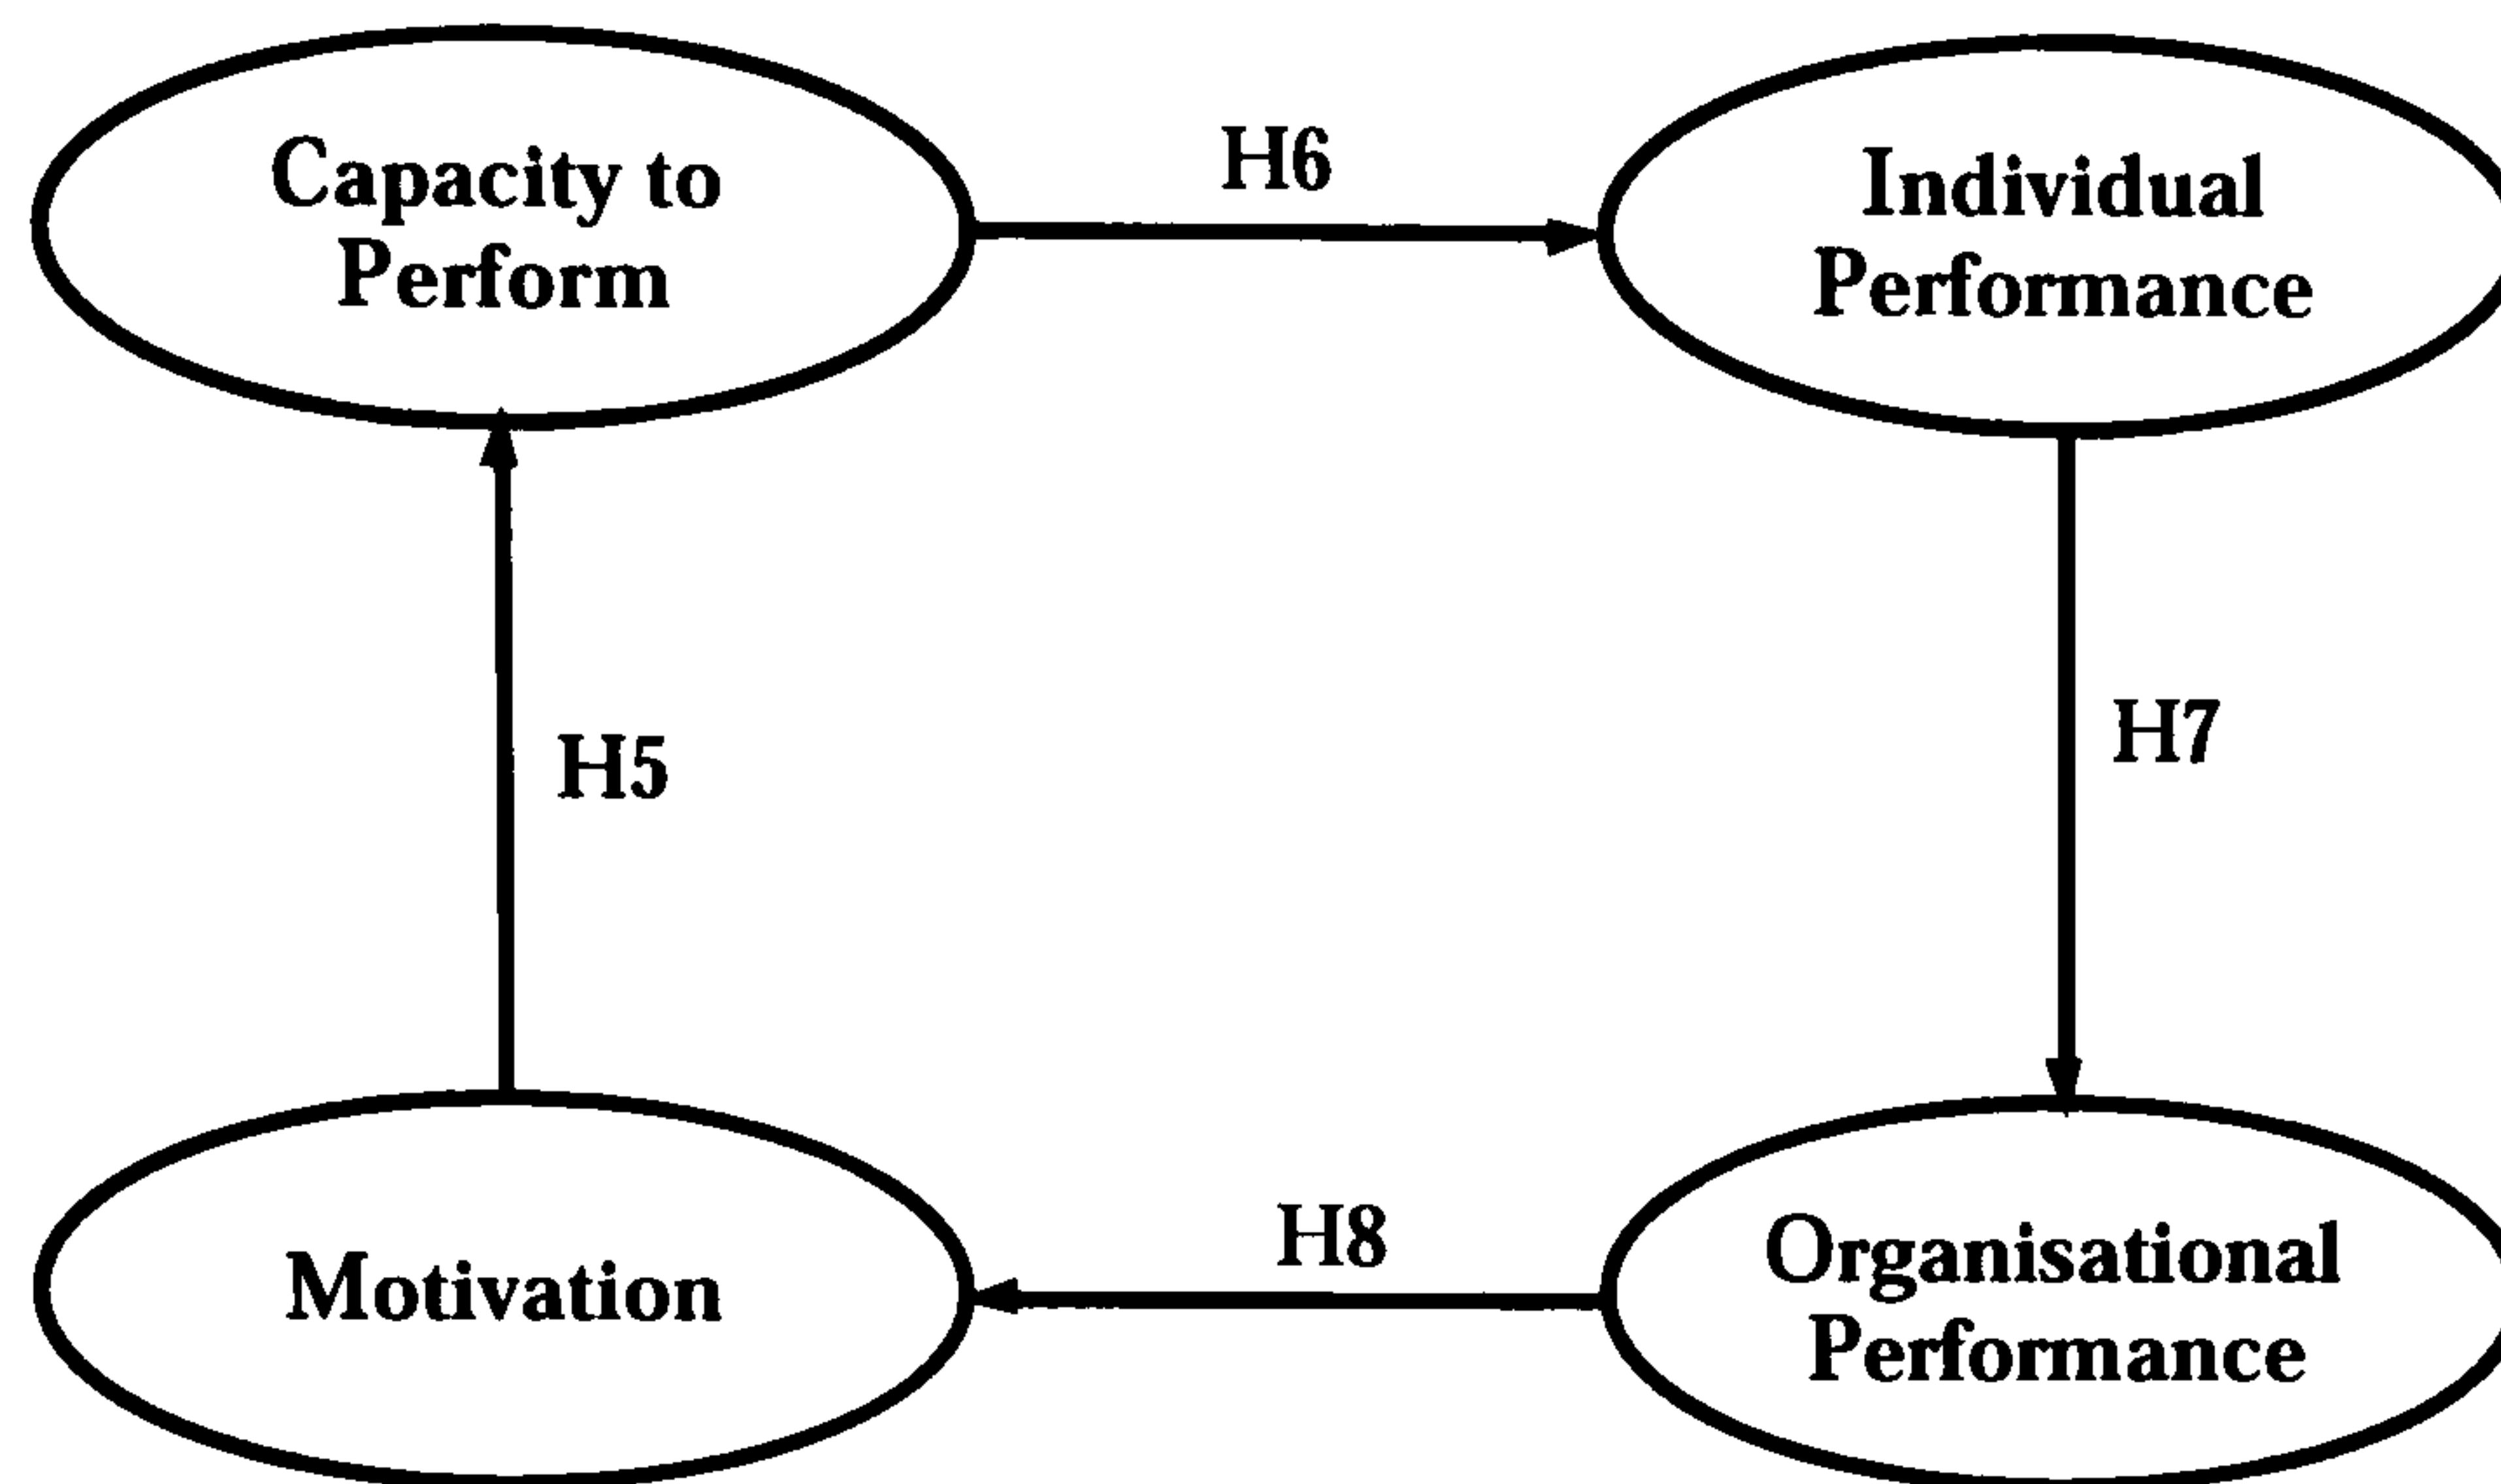 Capacity to
Perform
H6
Individual
Performance
H5
H7
Motivation
H8
Organisational
Performance